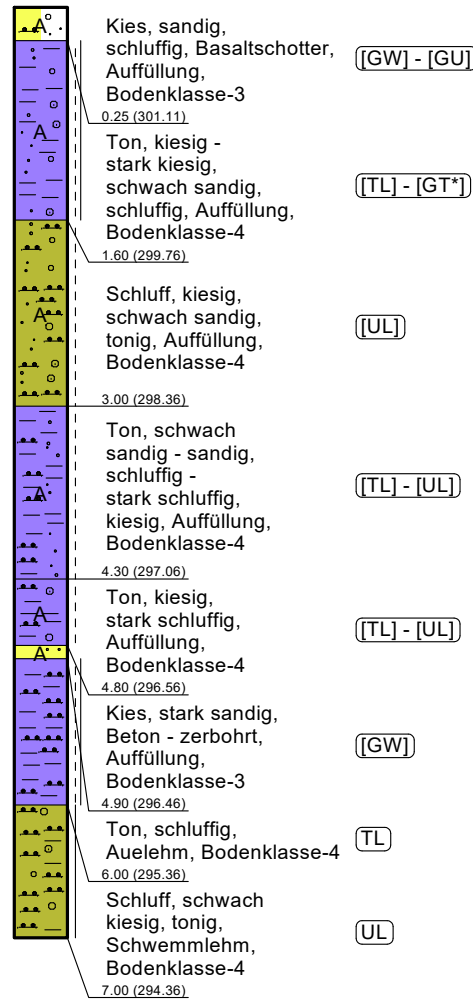 A
Kies, sandig,
schluffig, Basaltschotter,
Auffüllung,
Bodenklasse-3
[GW] - [GU]
0.25 (301.11)
A
Ton, kiesig -
stark kiesig,
schwach sandig,
schluffig, Auffüllung,
Bodenklasse-4
[TL] - [GT*]
1.60 (299.76)
A
Schluff, kiesig,
schwach sandig,
tonig, Auffüllung,
Bodenklasse-4
[UL]
3.00 (298.36)
A
Ton, schwach
sandig - sandig,
schluffig -
stark schluffig,
kiesig, Auffüllung,
Bodenklasse-4
[TL] - [UL]
4.30 (297.06)
A
Ton, kiesig,
stark schluffig,
Auffüllung,
Bodenklasse-4
[TL] - [UL]
4.80 (296.56)
A
Kies, stark sandig,
Beton - zerbohrt,
Auffüllung,
Bodenklasse-3
[GW]
4.90 (296.46)
Ton, schluffig,
Auelehm, Bodenklasse-4
TL
6.00 (295.36)
Schluff, schwach
kiesig, tonig,
Schwemmlehm,
Bodenklasse-4
UL
7.00 (294.36)